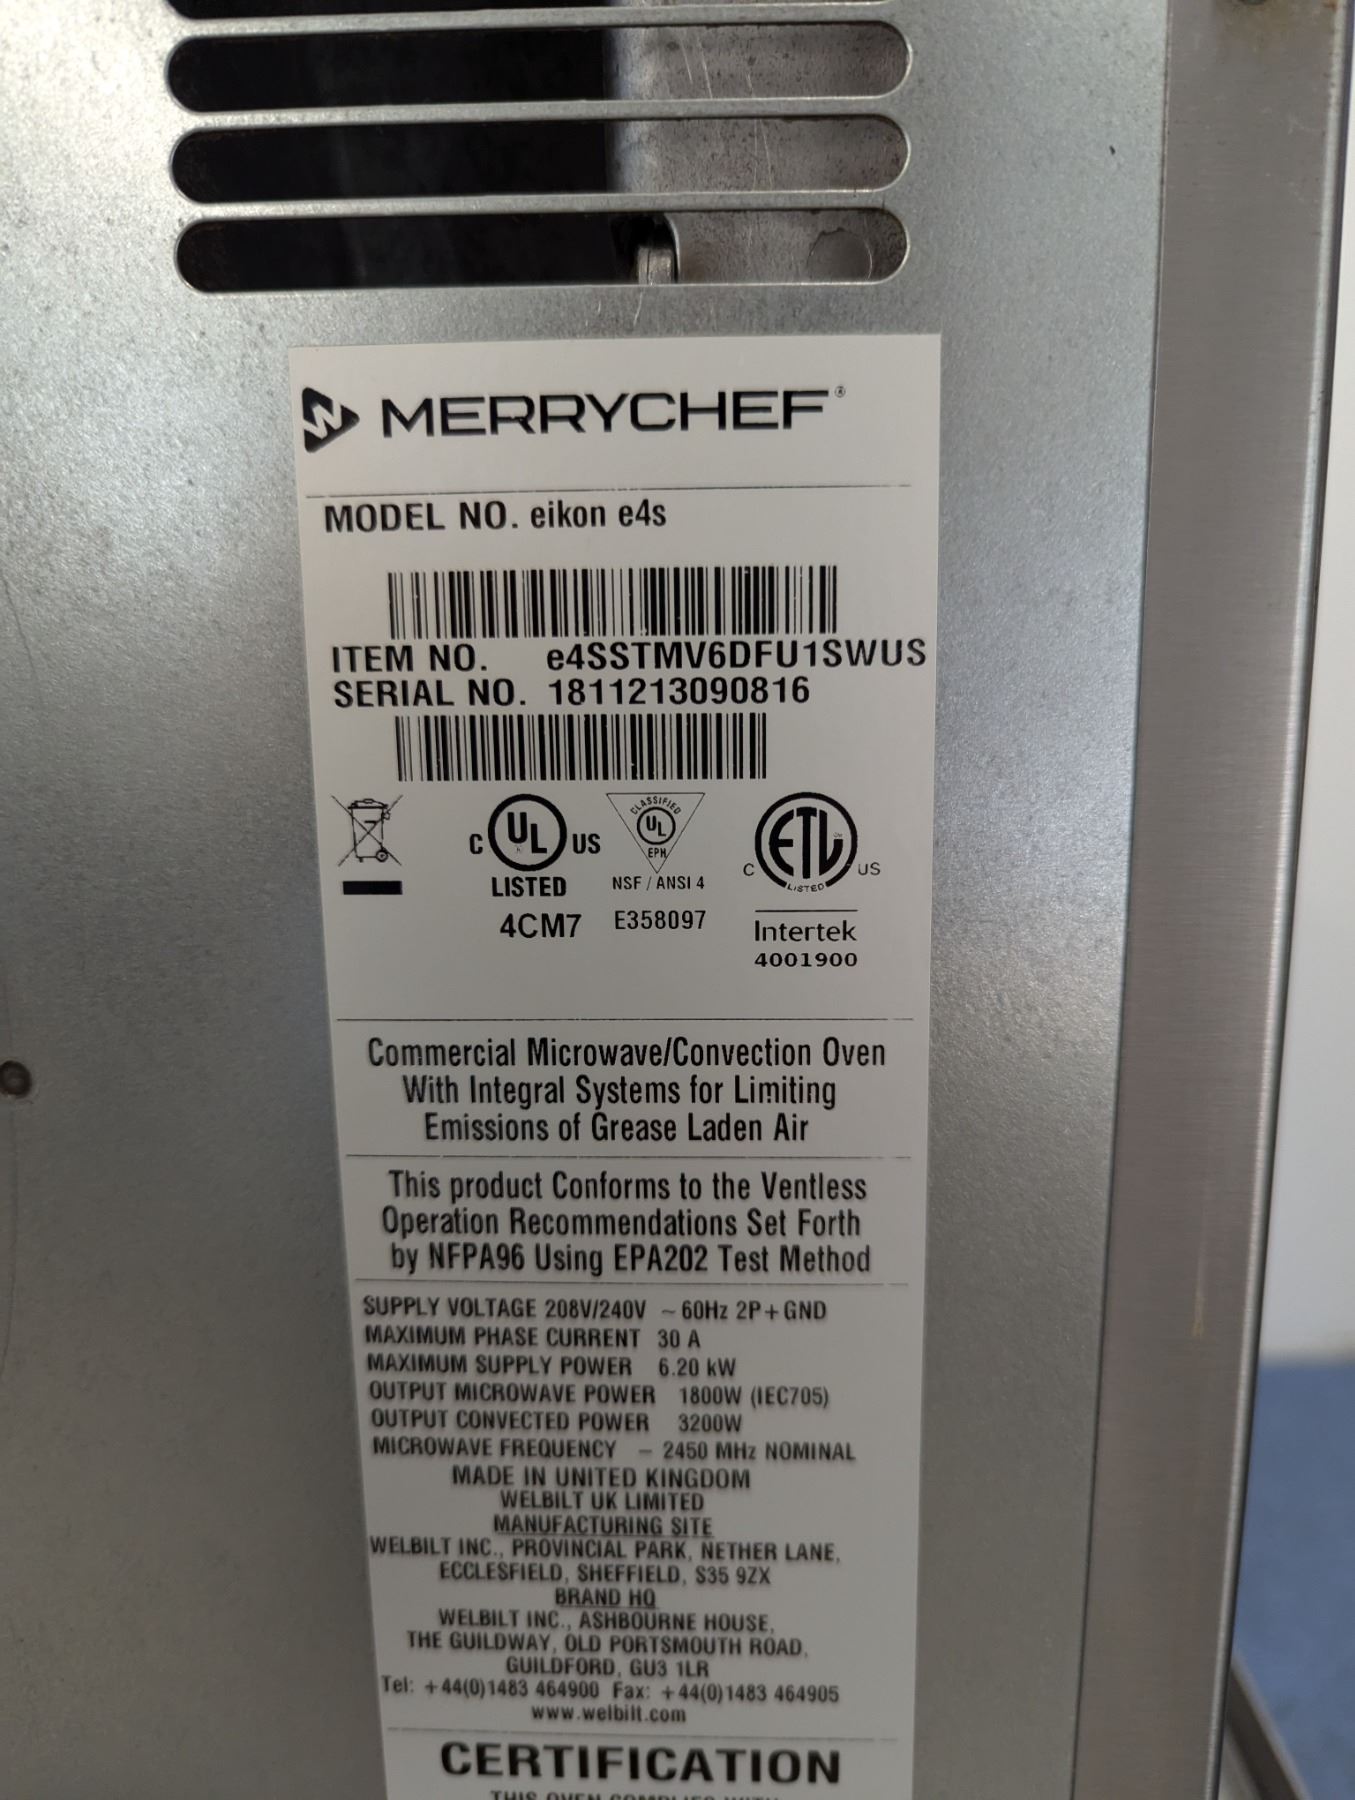 MERRYCHEF®
MODEL NO. eikon e4s
ITEM NO. e4SSTMV6DFU1SWUS
SERIAL NO. 1811213090816
C UL US
LISTED
4CM7
CLASSIFIED
UL
EPH
NSF / ANSI 4
E358097
C ETL US
LISTED
Intertek
4001900
Commercial Microwave/Convection Oven
With Integral Systems for Limiting
Emissions of Grease Laden Air
This product Conforms to the Ventless
Operation Recommendations Set Forth
by NFPA96 Using EPA202 Test Method
SUPPLY VOLTAGE 208V/240V ~ 60Hz 2P+GND
MAXIMUM PHASE CURRENT 30 A
MAXIMUM SUPPLY POWER 6.20 kW
OUTPUT MICROWAVE POWER 1800W (IEC705)
OUTPUT CONVECTED POWER 3200W
MICROWAVE FREQUENCY ~ 2450 MHz NOMINAL
MADE IN UNITED KINGDOM
WELBILT UK LIMITED
MANUFACTURING SITE
WELBILT INC., PROVINCIAL PARK, NETHER LANE,
ECCLESFIELD, SHEFFIELD, S35 9ZX
BRAND HQ
WELBILT INC., ASHBOURNE HOUSE,
THE GUILDWAY, OLD PORTSMOUTH ROAD,
GUILDFORD, GU3 1LR
Tel: +44(0)1483 464900 Fax: +44(0)1483 464905
www.welbilt.com
CERTIFICATION
THIS OVEN COMPLIES WITH